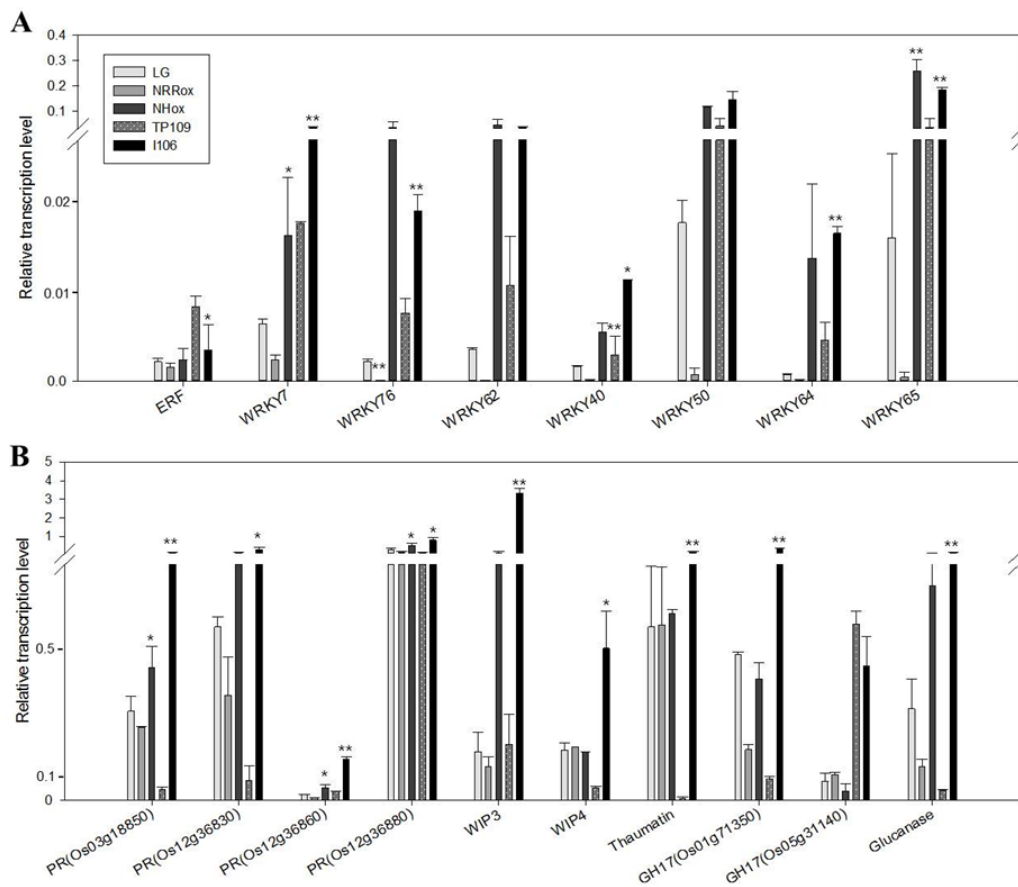 A
0.4
0.3
0.2
0.1
0.02
0.01
0.0
Relative transcription level
LG
NRRox
NHox
TP109
I106
** * ** ** * ** * ** ** **
ERF WRKY7 WRKY76 WRKY62 WRKY40 WRKY50 WRKY64 WRKY65
B
5
4
3
2
1
0.5
0.1
0
Relative transcription level
** * * * ** * * ** * ** ** **
PR(Os03g18850) PR(Os12g36830) PR(Os12g36860) PR(Os12g36880) WIP3 WIP4 Thaumatin GH17(Os01g71350) GH17(Os05g31140) Glucanase